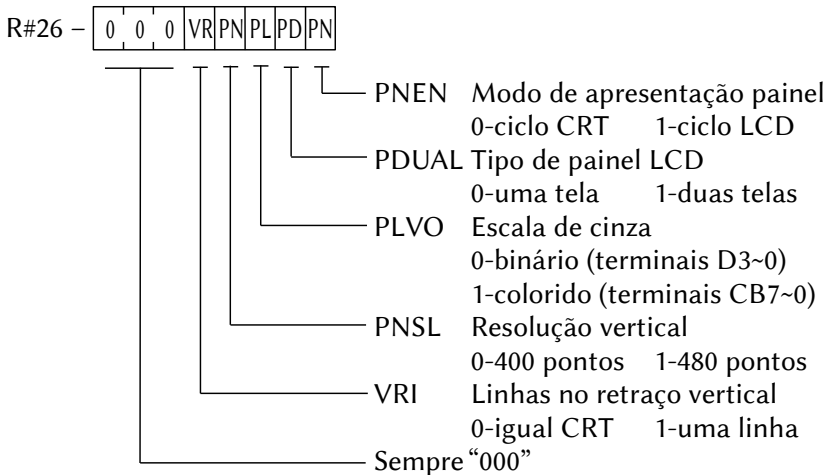 R#26 – 0 0 0 VR PN PL PD PN
PNEN Modo de apresentação painel
0-ciclo CRT 1-ciclo LCD
PDUAL Tipo de painel LCD
0-uma tela 1-duas telas
PLVO Escala de cinza
0-binário (terminais D3~0)
1-colorido (terminais CB7~0)
PNSL Resolução vertical
0-400 pontos 1-480 pontos
VRI Linhas no retraço vertical
0-igual CRT 1-uma linha
Sempre “000”